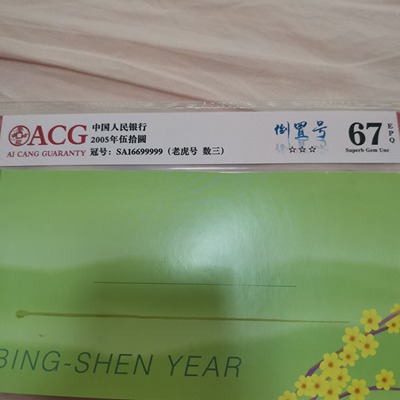 ACG
AI CANG GUARANTY
中国人民银行
2005年伍拾圆
冠号: SAI6699999 (老虎号 数三)
倒置号
☆☆☆
67 EPQ
Superb Gem Unc
BING-SHEN YEAR